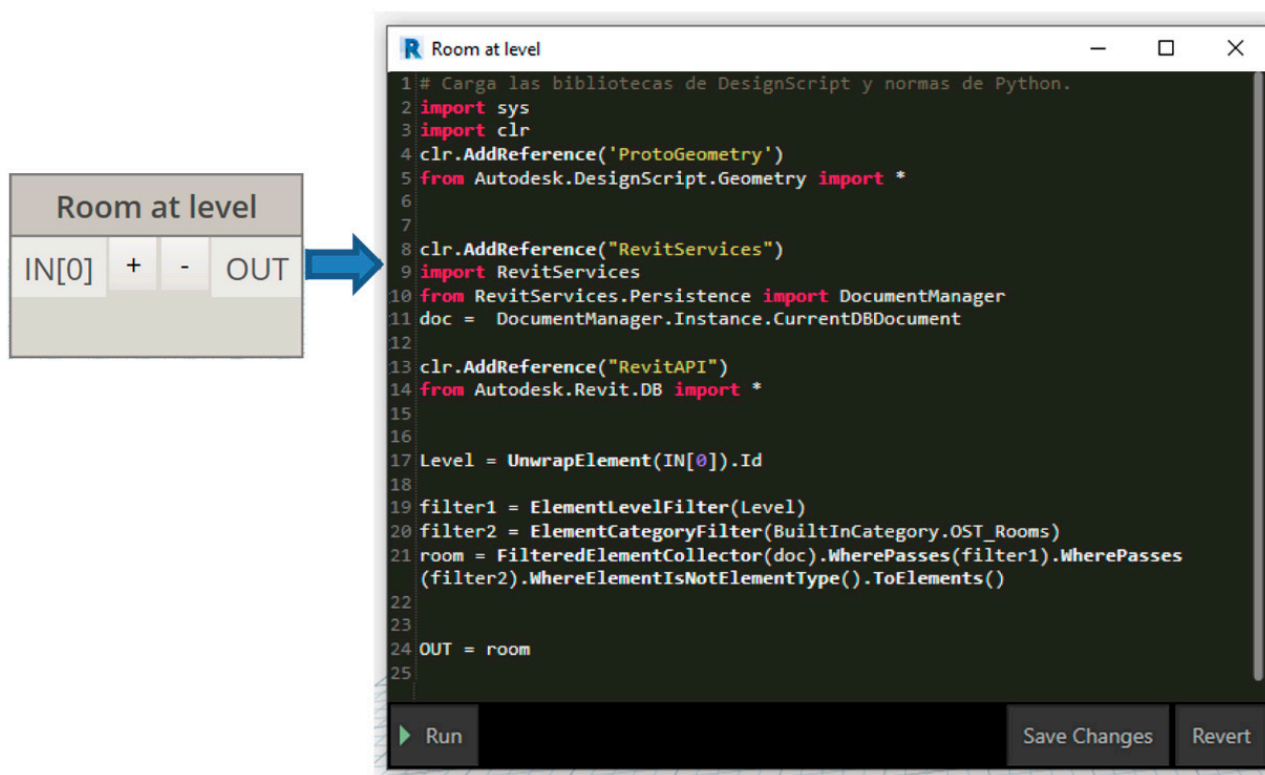 Room at level
IN[0] + - OUT
Room at level
1 # Carga las bibliotecas de DesignScript y normas de Python.
2 import sys
3 import clr
4 clr.AddReference('ProtoGeometry')
5 from Autodesk.DesignScript.Geometry import *
6
7
8 clr.AddReference("RevitServices")
9 import RevitServices
10 from RevitServices.Persistence import DocumentManager
11 doc =  DocumentManager.Instance.CurrentDBDocument
12
13 clr.AddReference("RevitAPI")
14 from Autodesk.Revit.DB import *
15
16
17 Level = UnwrapElement(IN[0]).Id
18
19 filter1 = ElementLevelFilter(Level)
20 filter2 = ElementCategoryFilter(BuiltInCategory.OST_Rooms)
21 room = FilteredElementCollector(doc).WherePasses(filter1).WherePasses
(filter2).WhereElementIsNotElementType().ToElements()
22
23
24 OUT = room
25
Run Save Changes Revert